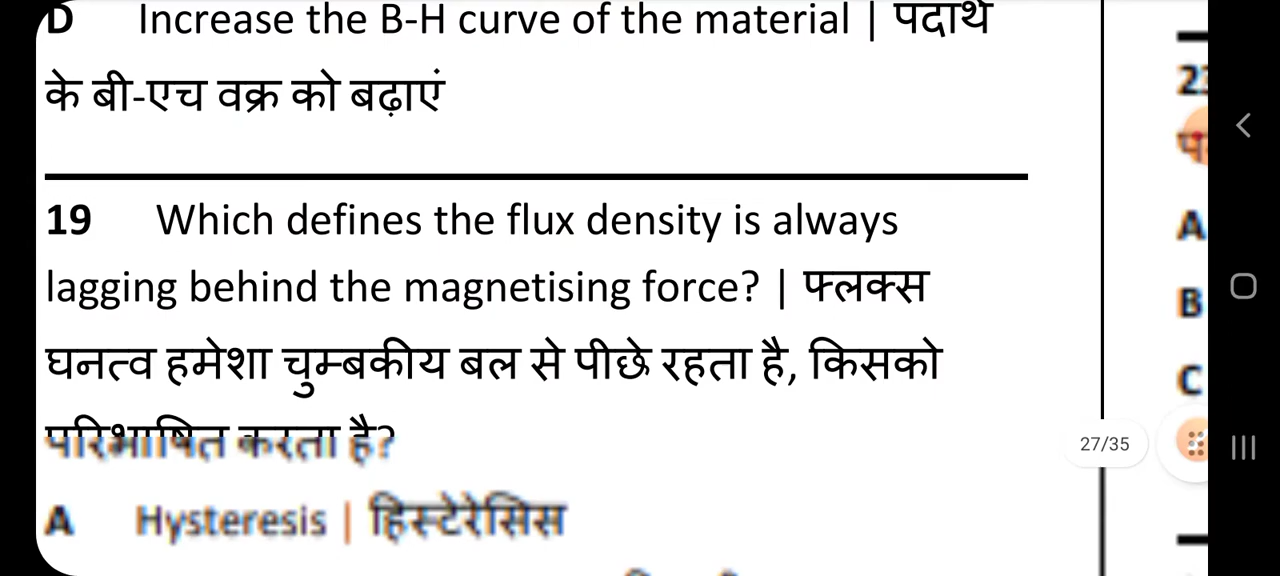 D Increase the B-H curve of the material | पदार्थ
के बी-एच वक्र को बढ़ाएं
19 Which defines the flux density is always
lagging behind the magnetising force? | फ्लक्स
घनत्व हमेशा चुम्बकीय बल से पीछे रहता है, किसको
परिभाषित करता है?
A Hysteresis | हिस्टेरेसिस
A
B
C
27/35